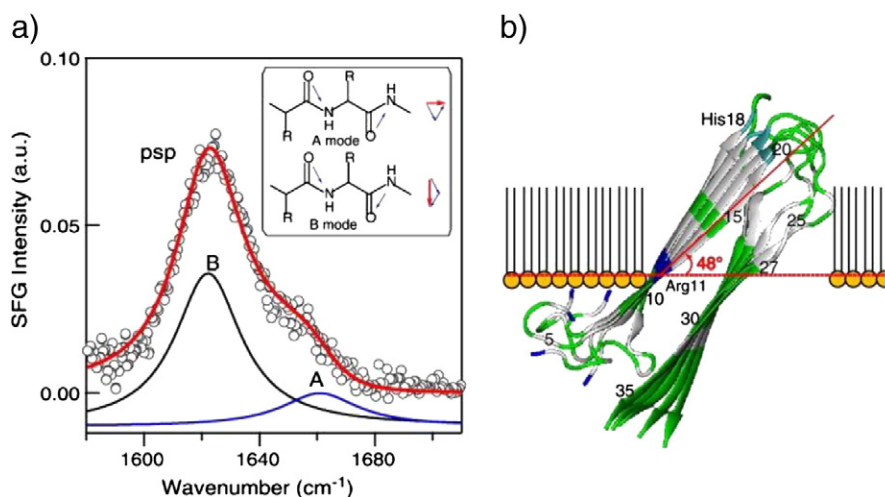 a)
0.10
0.05
0.00
SFG Intensity (a.u.)
1600
1640
1680
Wavenumber (cm-1)
psp
B
A
O
R
H
N
N
H
R
O
A mode
O
R
H
N
N
H
R
O
B mode
b)
His18
20
15
25
48°
27
Arg11
10
30
5
35